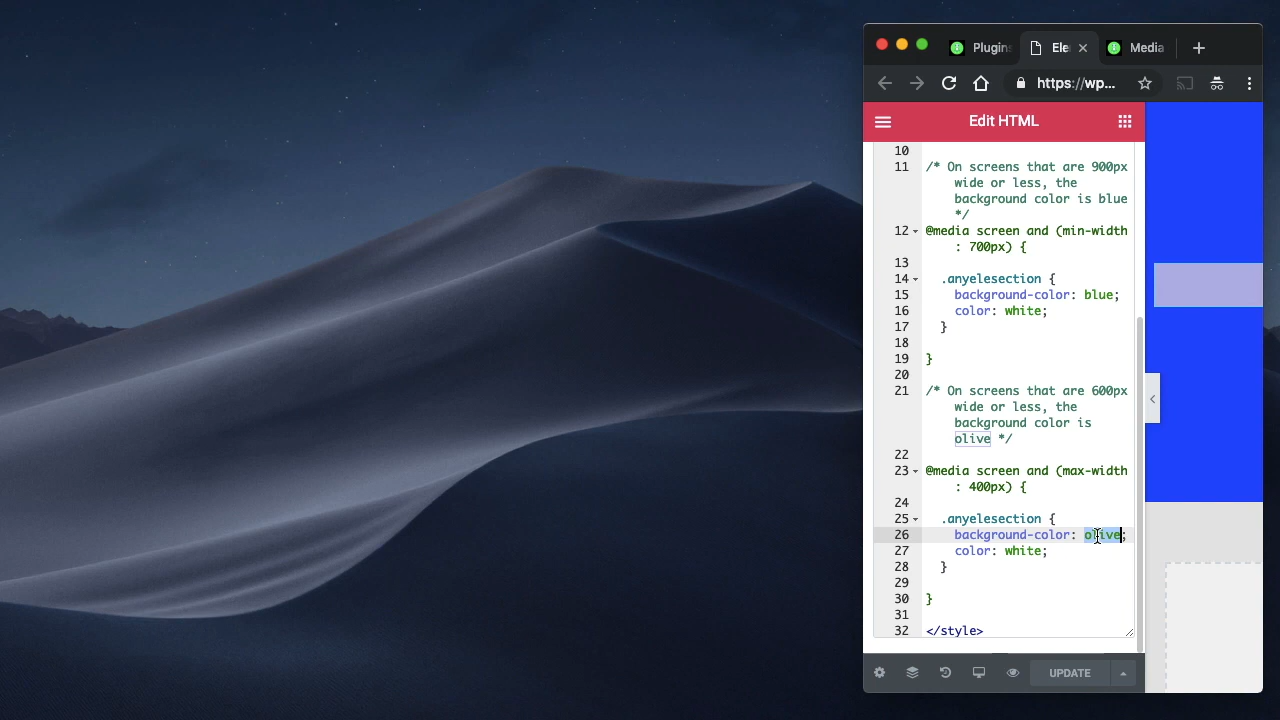 Plugins
Ele
Media
https://wp...
Edit HTML
10
11 /* On screens that are 900px
wide or less, the
background color is blue
*/
12 @media screen and (min-width
: 700px) {
13
14 .anyelesection {
15 background-color: blue;
16 color: white;
17 }
18
19 }
20
21 /* On screens that are 600px
wide or less, the
background color is
olive */
22
23 @media screen and (max-width
: 400px) {
24
25 .anyelesection {
26 background-color: olive;
27 color: white;
28 }
29
30 }
31
32 </style>
UPDATE